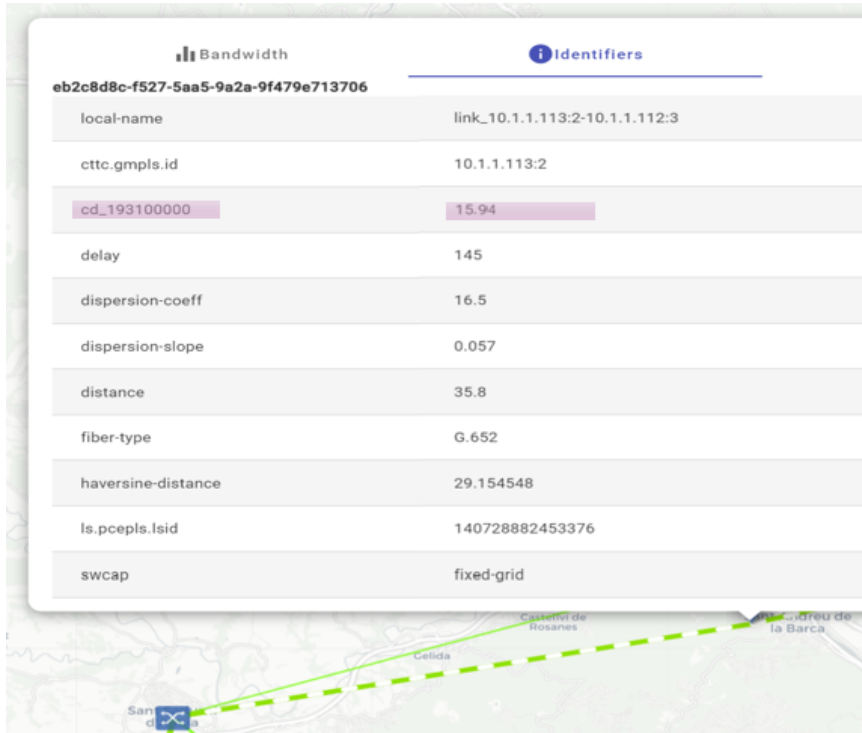 Bandwidth
Identifiers
eb2c8d8c-f527-5aa5-9a2a-9f479e713706
local-name link_10.1.1.113:2-10.1.1.112:3
cttc.gmpls.id 10.1.1.113:2
cd_193100000 15.94
delay 145
dispersion-coeff 16.5
dispersion-slope 0.057
distance 35.8
fiber-type G.652
haversine-distance 29.154548
ls.pcepls.lsid 140728882453376
swcap fixed-grid
Castellví de
Rosanes
la Barca
Gelida